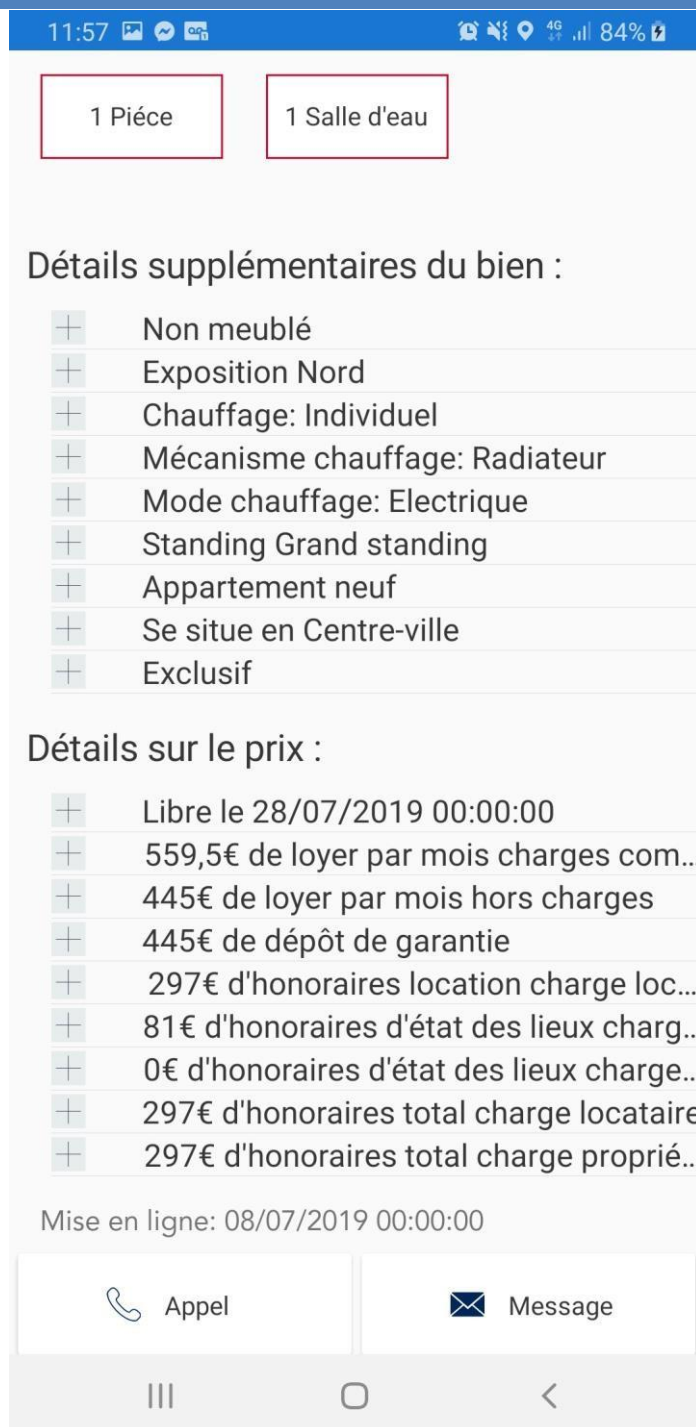 11:57 4G 84%
1 Piéce 1 Salle d'eau
Détails supplémentaires du bien :
Non meublé
Exposition Nord
Chauffage: Individuel
Mécanisme chauffage: Radiateur
Mode chauffage: Electrique
Standing Grand standing
Appartement neuf
Se situe en Centre-ville
Exclusif
Détails sur le prix :
Libre le 28/07/2019 00:00:00
559,5€ de loyer par mois charges com...
445€ de loyer par mois hors charges
445€ de dépôt de garantie
297€ d'honoraires location charge loc...
81€ d'honoraires d'état des lieux charg...
0€ d'honoraires d'état des lieux charge...
297€ d'honoraires total charge locataire
297€ d'honoraires total charge proprié...
Mise en ligne: 08/07/2019 00:00:00
Appel Message